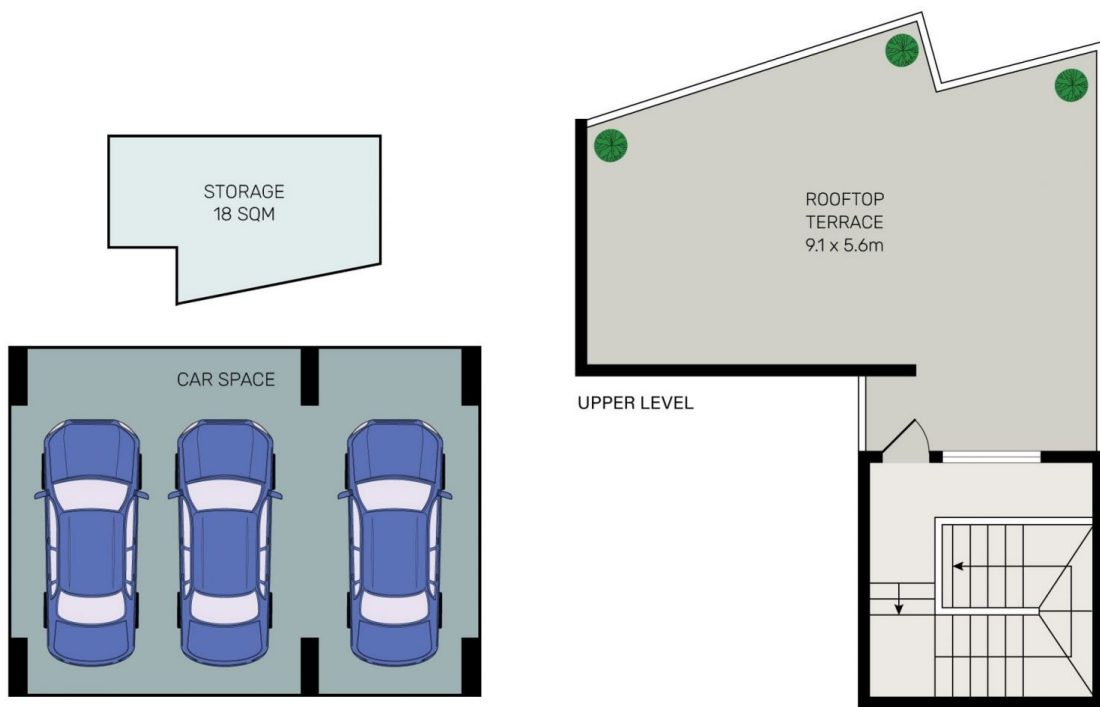 STORAGE
18 SQM
CAR SPACE
ROOFTOP
TERRACE
9.1 x 5.6m
UPPER LEVEL